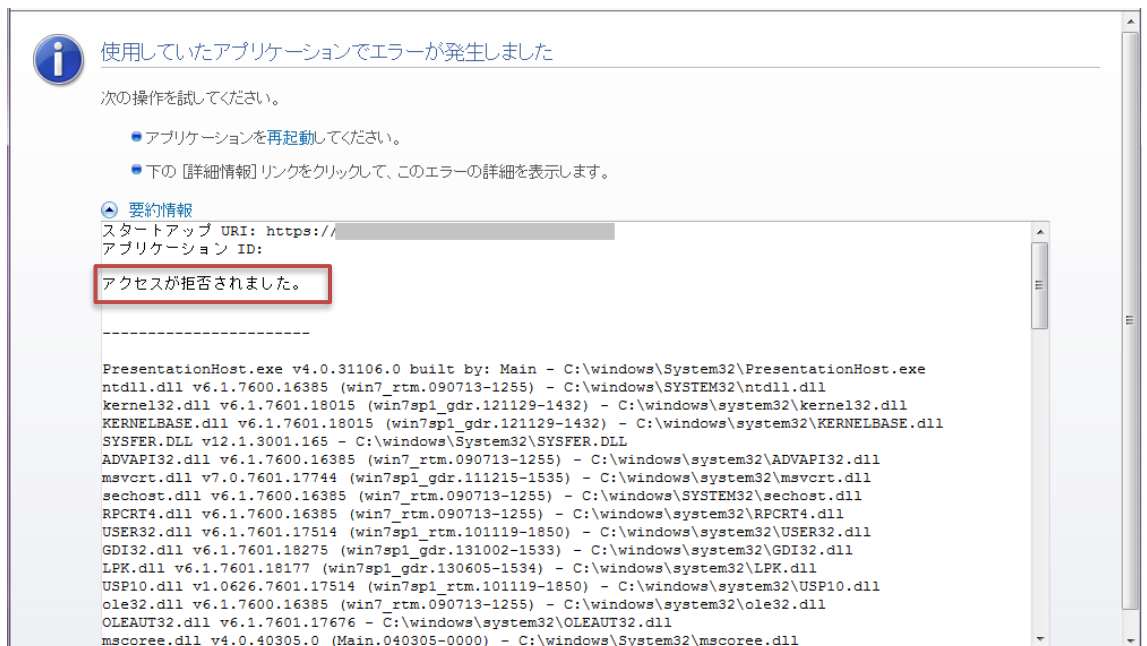 使用していたアプリケーションでエラーが発生しました
次の操作を試してください。
アプリケーションを再起動してください。
下の [詳細情報] リンクをクリックして、このエラーの詳細を表示します。
要約情報
スタートアップ URI: https://
アプリケーション ID:
アクセスが拒否されました。
-----------------------
PresentationHost.exe v4.0.31106.0 built by: Main - C:\windows\System32\PresentationHost.exe
ntdll.dll v6.1.7600.16385 (win7_rtm.090713-1255) - C:\windows\SYSTEM32\ntdll.dll
kernel32.dll v6.1.7601.18015 (win7sp1_gdr.121129-1432) - C:\windows\system32\kernel32.dll
KERNELBASE.dll v6.1.7601.18015 (win7sp1_gdr.121129-1432) - C:\windows\system32\KERNELBASE.dll
SYSFER.DLL v12.1.3001.165 - C:\windows\System32\SYSFER.DLL
ADVAPI32.dll v6.1.7600.16385 (win7_rtm.090713-1255) - C:\windows\system32\ADVAPI32.dll
msvcrt.dll v7.0.7601.17744 (win7sp1_gdr.111215-1535) - C:\windows\system32\msvcrt.dll
sechost.dll v6.1.7600.16385 (win7_rtm.090713-1255) - C:\windows\SYSTEM32\sechost.dll
RPCRT4.dll v6.1.7600.16385 (win7_rtm.090713-1255) - C:\windows\system32\RPCRT4.dll
USER32.dll v6.1.7601.17514 (win7sp1_rtm.101119-1850) - C:\windows\system32\USER32.dll
GDI32.dll v6.1.7601.18275 (win7sp1_gdr.131002-1533) - C:\windows\system32\GDI32.dll
LPK.dll v6.1.7601.18177 (win7sp1_gdr.130605-1534) - C:\windows\system32\LPK.dll
USP10.dll v1.0626.7601.17514 (win7sp1_rtm.101119-1850) - C:\windows\system32\USP10.dll
ole32.dll v6.1.7600.16385 (win7_rtm.090713-1255) - C:\windows\system32\ole32.dll
OLEAUT32.dll v6.1.7601.17676 - C:\windows\system32\OLEAUT32.dll
mscoree.dll v4.0.40305.0 (Main.040305-0000) - C:\windows\System32\mscoree.dll